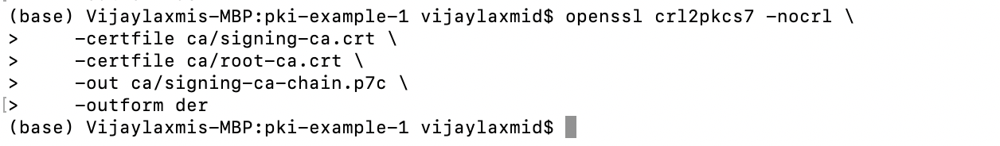 (base) Vijaylaxmis-MBP:pki-example-1 vijaylaxmid$ openssl crl2pkcs7 -nocrl \
>     -certfile ca/signing-ca.crt \
>     -certfile ca/root-ca.crt \
>     -out ca/signing-ca-chain.p7c \
[>     -outform der
(base) Vijaylaxmis-MBP:pki-example-1 vijaylaxmid$